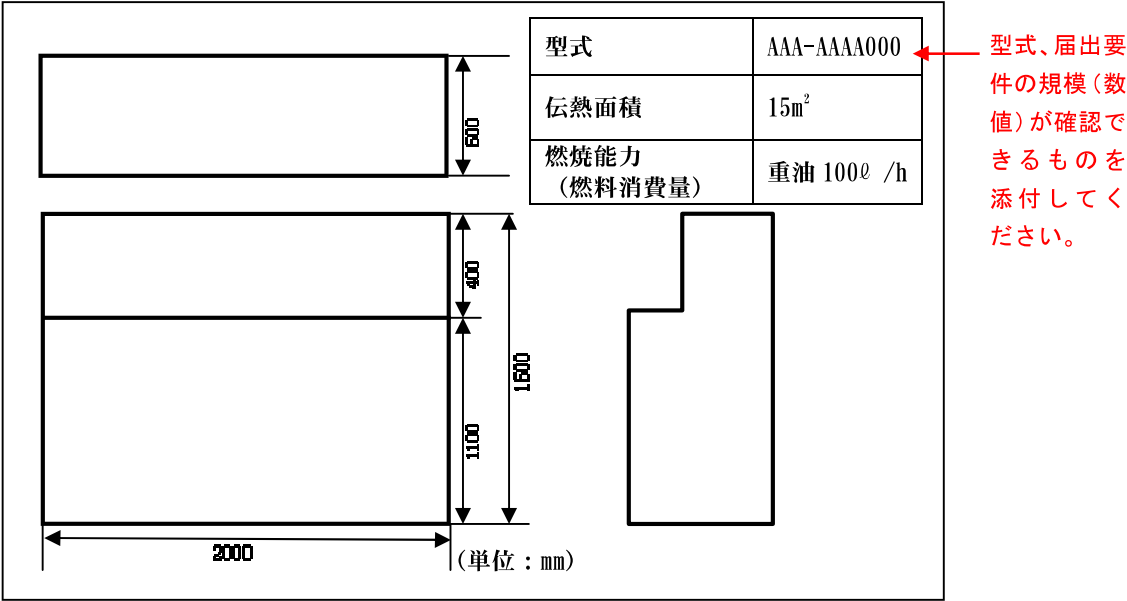 型式 AAA-AAAA000
伝熱面積 15m²
燃焼能力
（燃料消費量） 重油 100ℓ /h
型式、届出要
件の規模（数
値）が確認で
きるものを
添付してく
ださい。
600
400
1600
1100
2000
(単位：mm)